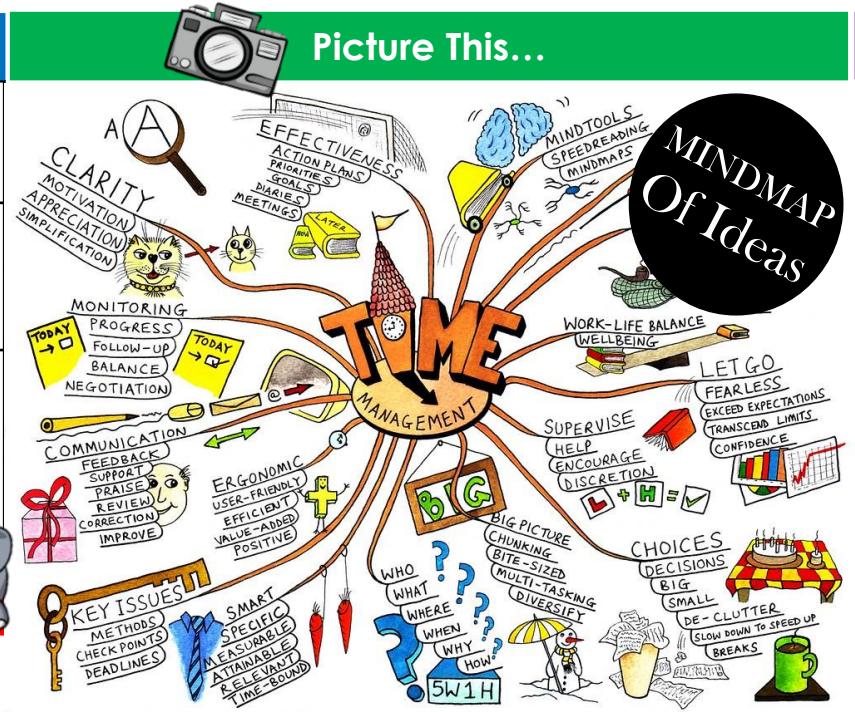 Picture This…
MINDMAP
Of Ideas
A A
CLARITY
MOTIVATION
APPRECIATION
SIMPLIFICATION
EFFECTIVENESS
ACTION PLANS
PRIORITIES
GOALS
DIARIES
MEETINGS
@
NOW
LATER
MINDTOOLS
SPEEDREADING
MINDMAPS
TIME
MANAGEMENT
MONITORING
PROGRESS
FOLLOW-UP
BALANCE
NEGOTIATION
TODAY
TODAY
WORK-LIFE BALANCE
WELLBEING
LET GO
FEARLESS
EXCEED EXPECTATIONS
TRANSCEND LIMITS
CONFIDENCE
@
COMMUNICATION
FEEDBACK
SUPPORT
PRAISE
REVIEW
CORRECTION
IMPROVE
ERGONOMIC
USER-FRIENDLY
EFFICIENT
VALUE-ADDED
POSITIVE
SUPERVISE
HELP
ENCOURAGE
DISCRETION
L + H =
BIG
BIG PICTURE
CHUNKING
BITE-SIZED
MULTI-TASKING
DIVERSIFY
CHOICES
DECISIONS
BIG
SMALL
DE-CLUTTER
SLOW DOWN TO SPEED UP
BREAKS
KEY ISSUES
METHODS
CHECK POINTS
DEADLINES
SMART
SPECIFIC
MEASURABLE
ATTAINABLE
RELEVANT
TIME-BOUND
WHO
WHAT
WHERE
WHEN
WHY
HOW
? ? ? ? ? ?
5W1H